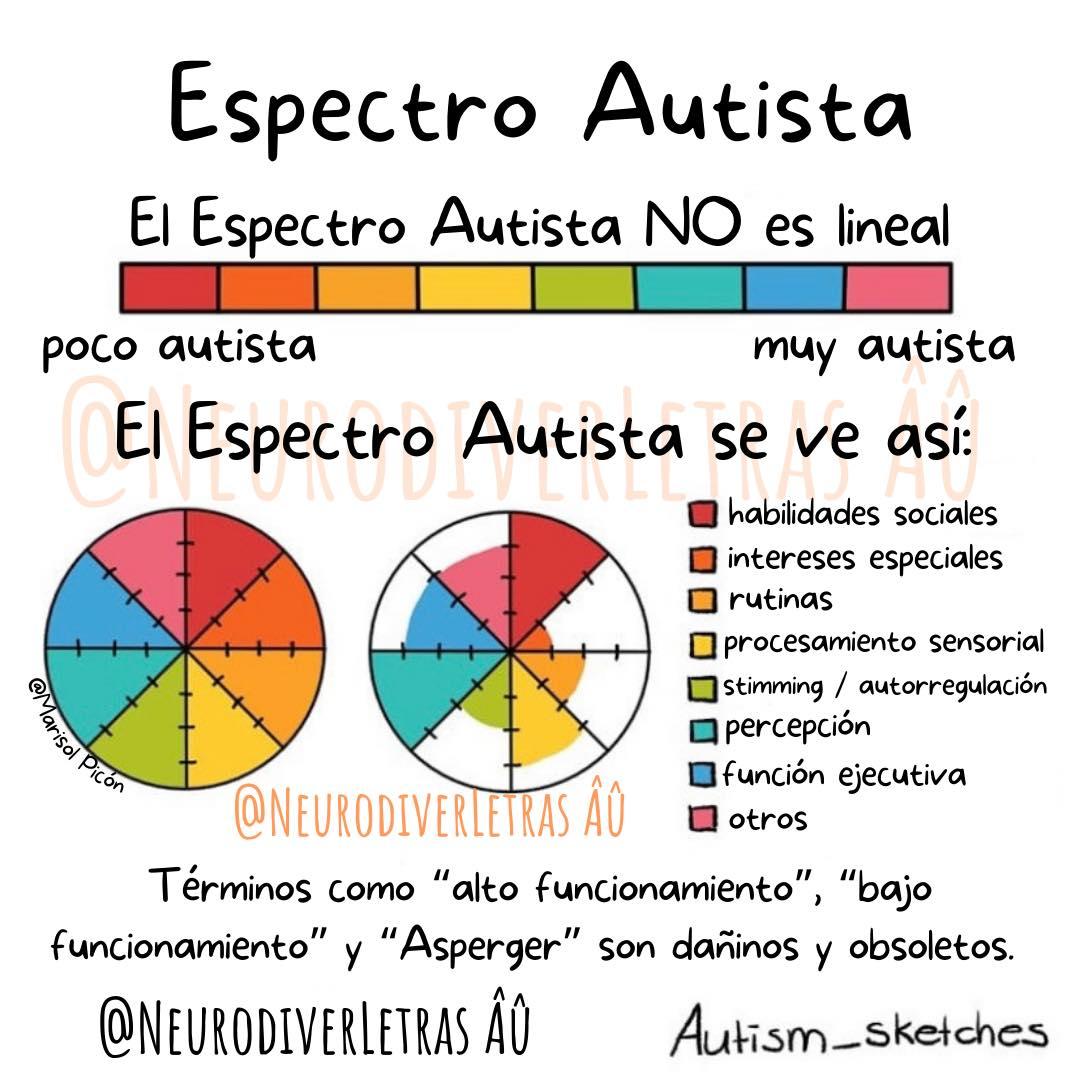 Espectro Autista
El Espectro Autista NO es lineal
poco autista
muy autista
@NeurodiverLetras ÂÛ
El Espectro Autista se ve así:
habilidades sociales
intereses especiales
rutinas
procesamiento sensorial
stimming / autorregulación
percepción
función ejecutiva
otros
@Marisol Picón
@NeurodiverLetras ÂÛ
Términos como “alto funcionamiento”, “bajo
funcionamiento” y “Asperger” son dañinos y obsoletos.
@NeurodiverLetras ÂÛ
Autism_sketches